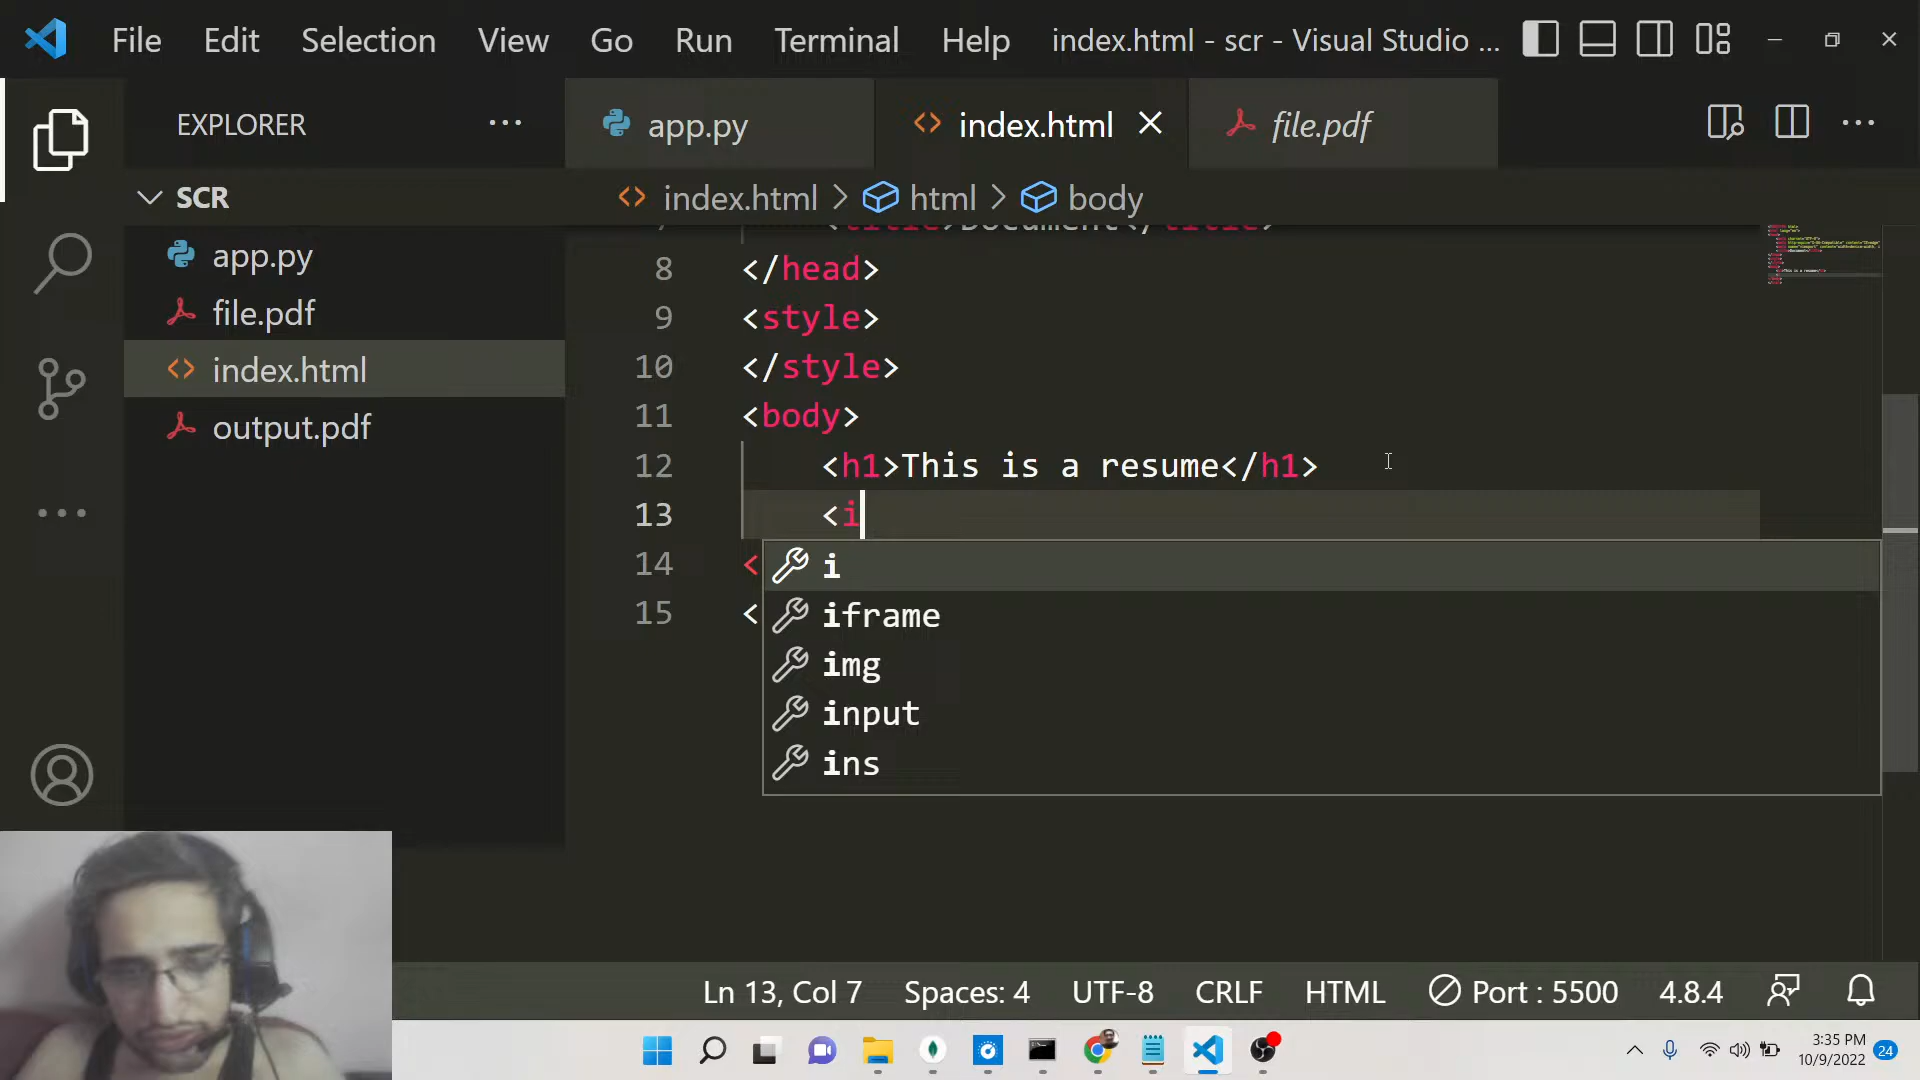 File Edit Selection View Go Run Terminal Help index.html - scr - Visual Studio ...
EXPLORER
app.py
index.html
file.pdf
SCR
index.html > html > body
app.py
file.pdf
index.html
output.pdf
<title>Document</title>
8 </head>
9 <style>
10 </style>
11 <body>
12 <h1>This is a resume</h1>
13 <i
14 <
15 <
i
iframe
img
input
ins
Ln 13, Col 7 Spaces: 4 UTF-8 CRLF HTML Port : 5500 4.8.4
3:35 PM
10/9/2022
24